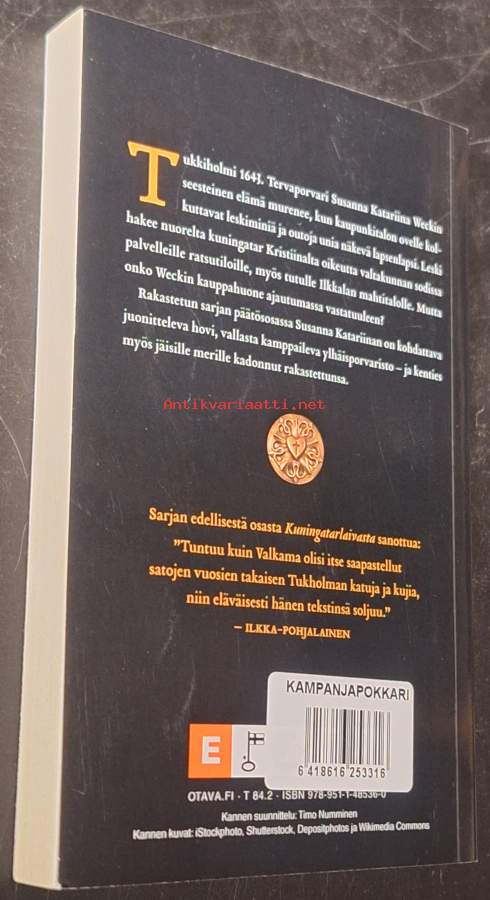 Tukkiholmi 1643. Tervaporvari Susanna Katariina Weckin
seesteinen elämä murenee, kun kaupunkitalon ovelle kol-
kuttavat leskiminiä ja outoja unia näkevä lapsenlapsi. Leski
hakee nuorelta kuningatar Kristiinalta oikeutta valtakunnan sodissa
palvelleille ratsutiloille, myös tutulle Ilkkalan mahtitalolle. Mutta
onko Weckin kauppahuone ajautumassa vastatuuleen?
Rakastetun sarjan päätösosassa Susanna Katariinan on kohdattava
juonitteleva hovi, vallasta kamppaileva ylhäisporvaristo – ja kenties
myös jäisille merille kadonnut rakastettunsa.
Antikvariaatti.net
Sarjan edellisestä osasta Kuningatarlaivasta sanottua:
”Tuntuu kuin Valkama olisi itse saapastellut
satojen vuosien takaisen Tukholman katuja ja kujia,
niin eläväisesti hänen tekstinsä soljuu.”
– ILKKA-POHJALAINEN
KAMPANJAPOKKARI
E
6 418616 253316
OTAVA.FI · T 84.2 · ISBN 978-951-1-48536-0
Kannen suunnittelu: Timo Numminen
Kannen kuvat: iStockphoto, Shutterstock, Depositphotos ja Wikimedia Commons